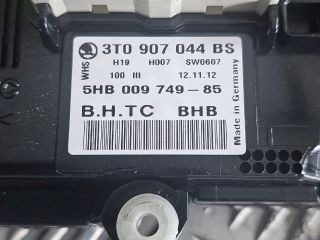 3T0 907 044 BS
H19 H007 SW0607
100 III 12.11.12
5HB 009 749-85
B.H.TC BHB
WHS
Made in Germany